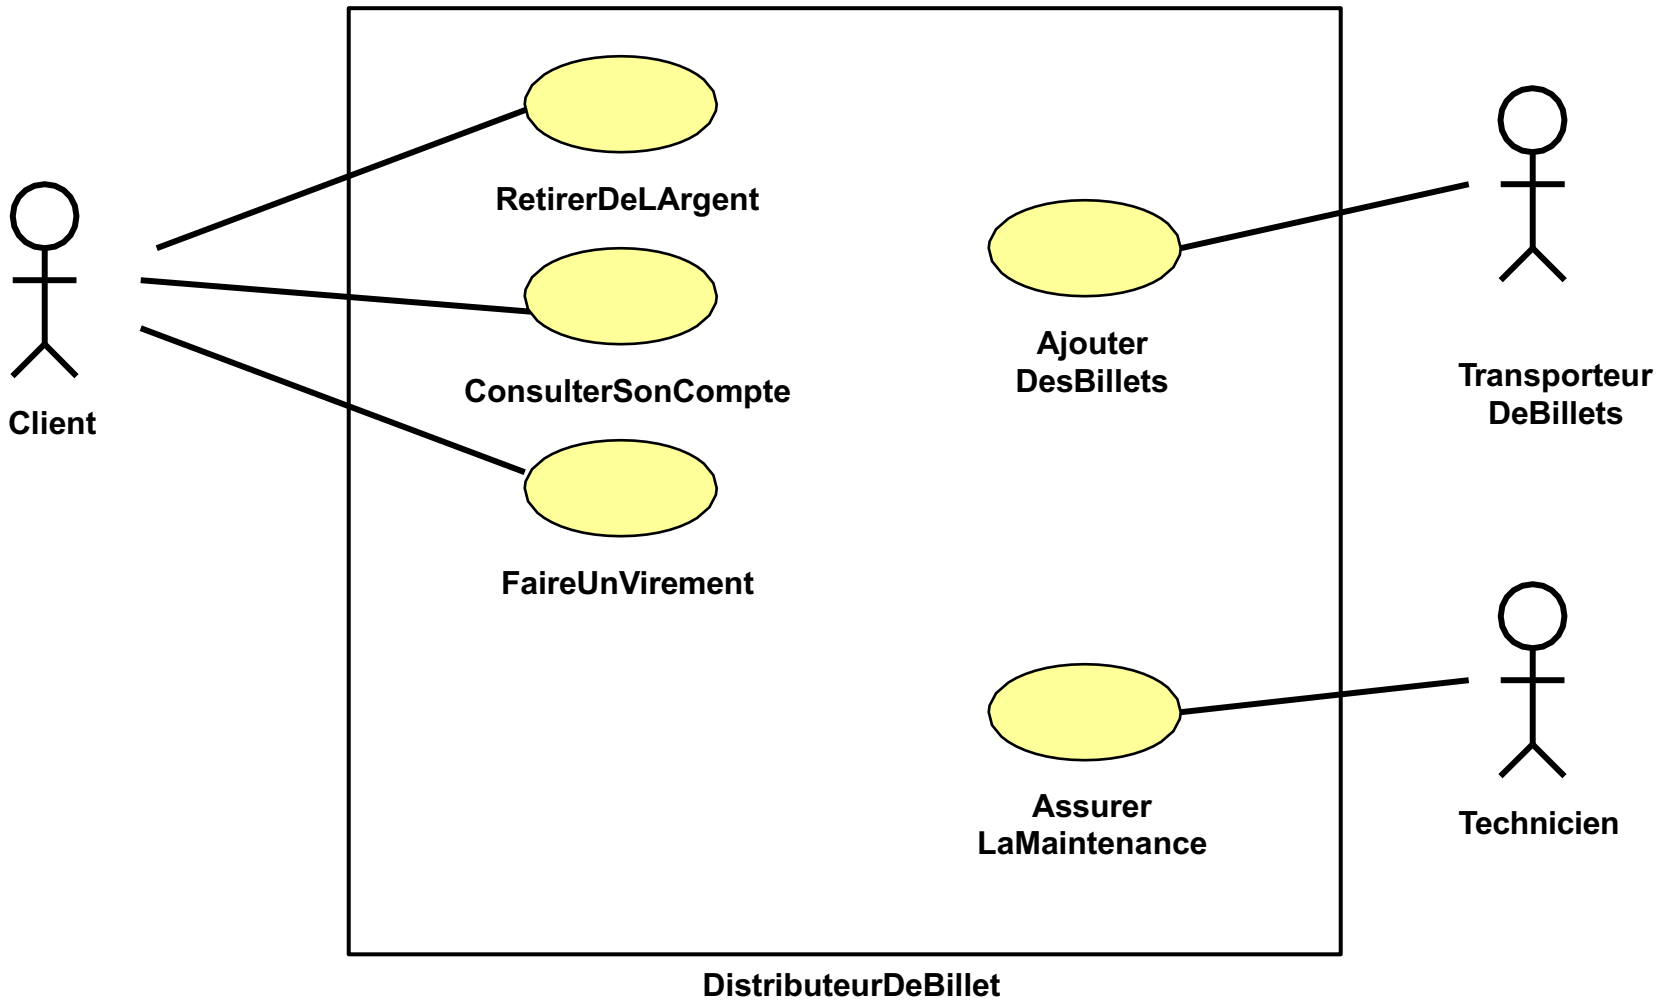 RetirerDeLArgent
ConsulterSonCompte
Client
FaireUnVirement
Ajouter
DesBillets
Transporteur
DeBillets
Assurer
LaMaintenance
Technicien
DistributeurDeBillet